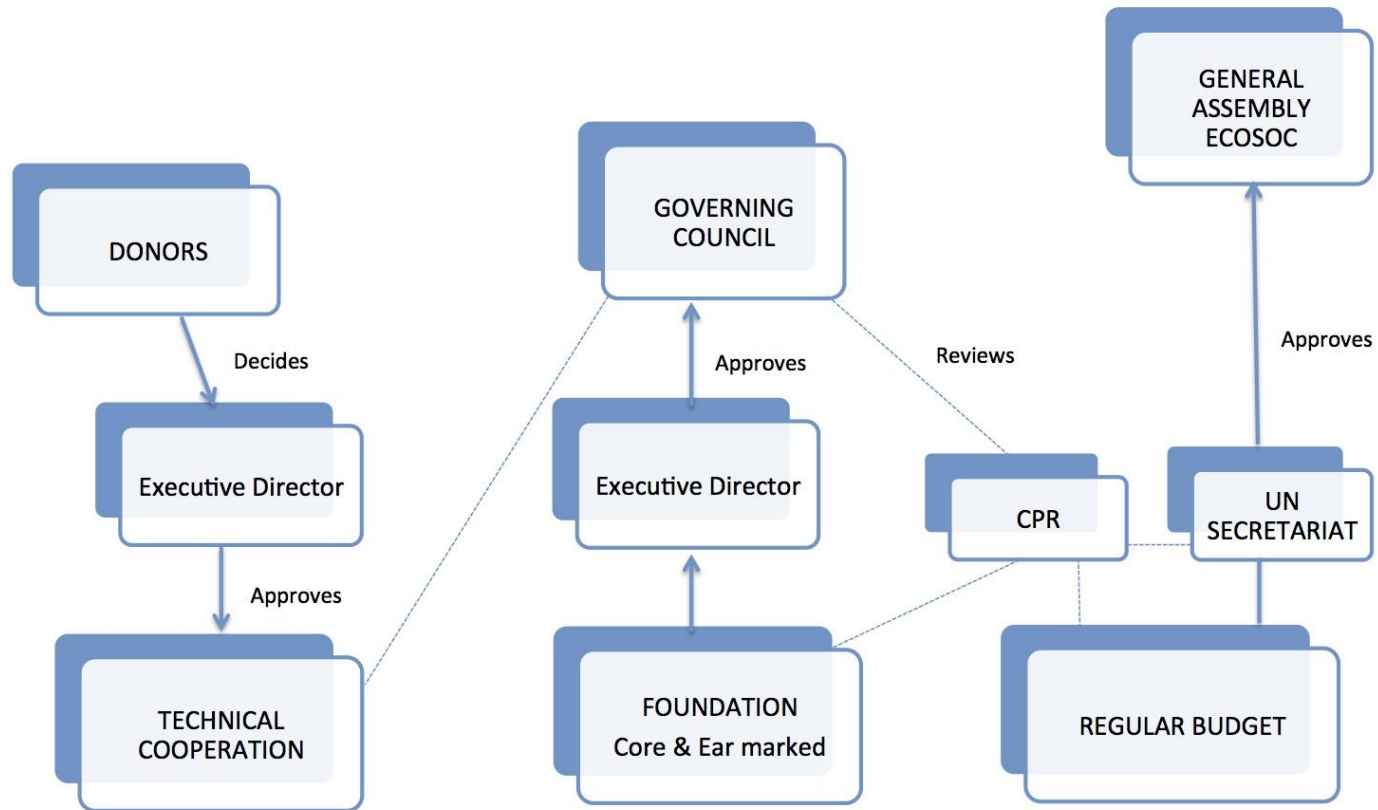 GENERAL
ASSEMBLY
ECOSOC
GOVERNING
COUNCIL
DONORS
Decides
Approves
Reviews
Approves
Executive Director
Executive Director
CPR
UN
SECRETARIAT
Approves
TECHNICAL
COOPERATION
FOUNDATION
Core & Ear marked
REGULAR BUDGET